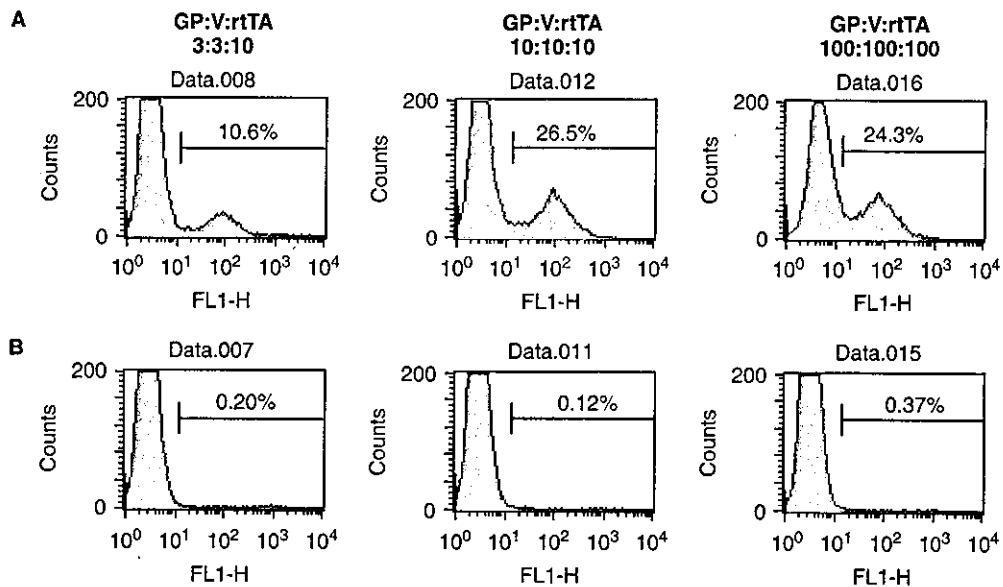 A
GP:V:rtTA
3:3:10
GP:V:rtTA
10:10:10
GP:V:rtTA
100:100:100
Data.008
Data.012
Data.016
200
10.6%
Counts
0
10^0 10^1 10^2 10^3 10^4
FL1-H
200
26.5%
Counts
0
10^0 10^1 10^2 10^3 10^4
FL1-H
200
24.3%
Counts
0
10^0 10^1 10^2 10^3 10^4
FL1-H
B
Data.007
Data.011
Data.015
200
0.20%
Counts
0
10^0 10^1 10^2 10^3 10^4
FL1-H
200
0.12%
Counts
0
10^0 10^1 10^2 10^3 10^4
FL1-H
200
0.37%
Counts
0
10^0 10^1 10^2 10^3 10^4
FL1-H